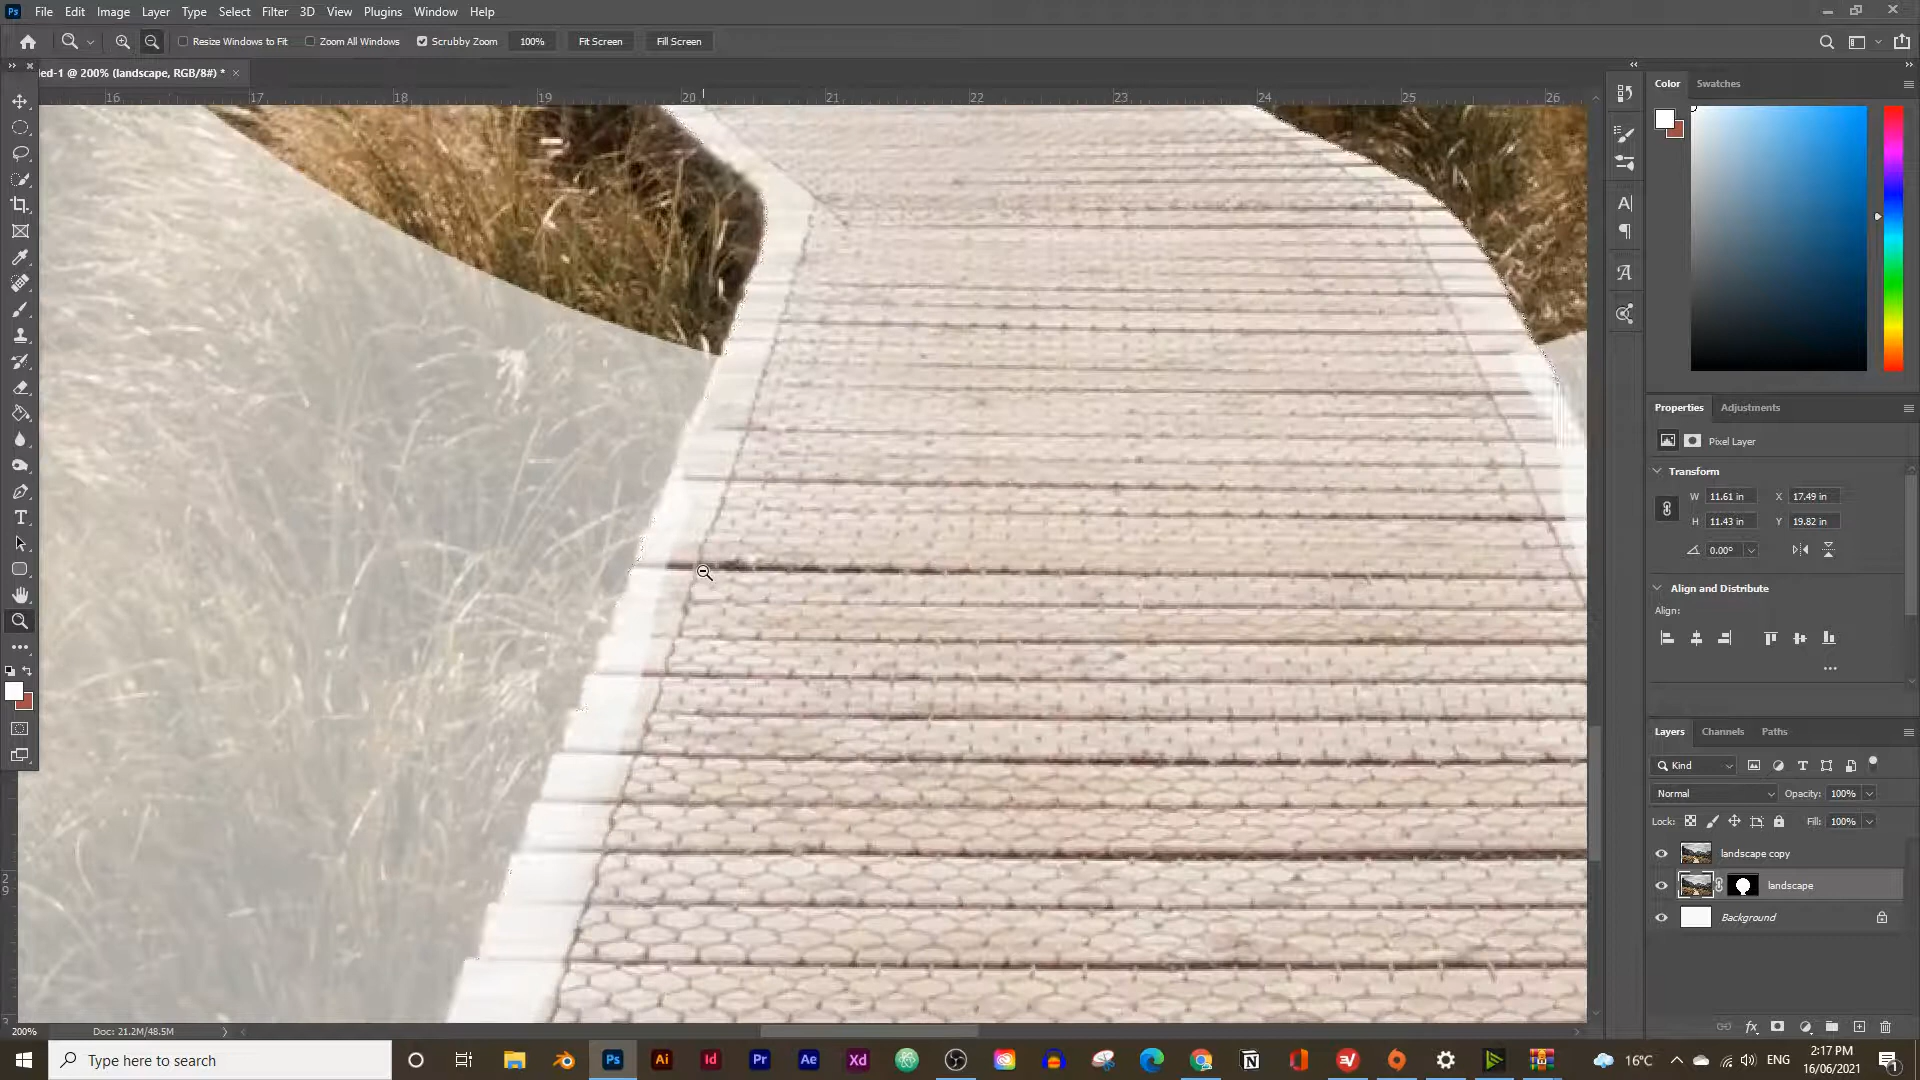 Ps File Edit Image Layer Type Select Filter 3D View Plugins Window Help
Resize Windows to Fit Zoom All Windows Scrubby Zoom 100% Fit Screen Fill Screen
led-1 @ 200% (landscape, RGB/8#) *
16 17 18 19 20 21 22 23 24 25 26
Color Swatches
Properties Adjustments
Pixel Layer
Transform
W 11.61 in X 17.49 in
H 11.43 in Y 19.82 in
0.00°
Align and Distribute
Align:
Layers Channels Paths
Kind
Normal Opacity: 100%
Lock: Fill: 100%
landscape copy
landscape
Background
200% Doc: 21.2M/48.5M
Type here to search
Ps Ai Id Pr Ae Xd
16°C ENG
2:17 PM
16/06/2021